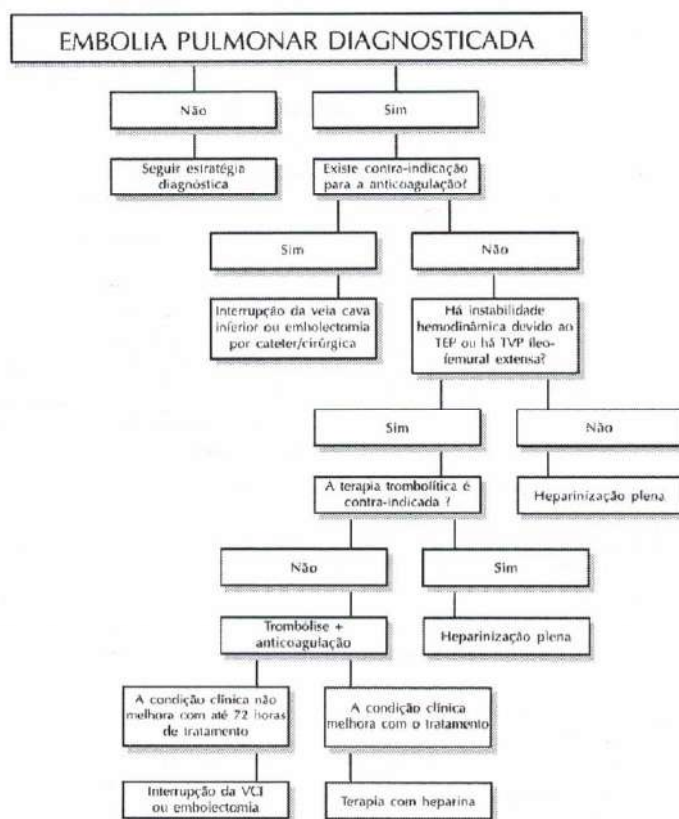 EMBOLIA PULMONAR DIAGNOSTICADA
Não
Sim
Seguir estratégia
diagnóstica
Existe contra-indicação
para a anticoagulação?
Sim
Não
Interrupção da veia cava
inferior ou embolectomia
por cateter/cirúrgica
Há instabilidade
hemodinâmica devido ao
TEP ou há TVP íleo-
femural extensa?
Sim
Não
A terapia trombolítica é
contra-indicada ?
Heparinização plena
Não
Sim
Trombólise +
anticoagulação
Heparinização plena
A condição clínica não
melhora com até 72 horas
de tratamento
A condição clínica
melhora com o tratamento
Interrupção da VCI
ou embolectomia
Terapia com heparina